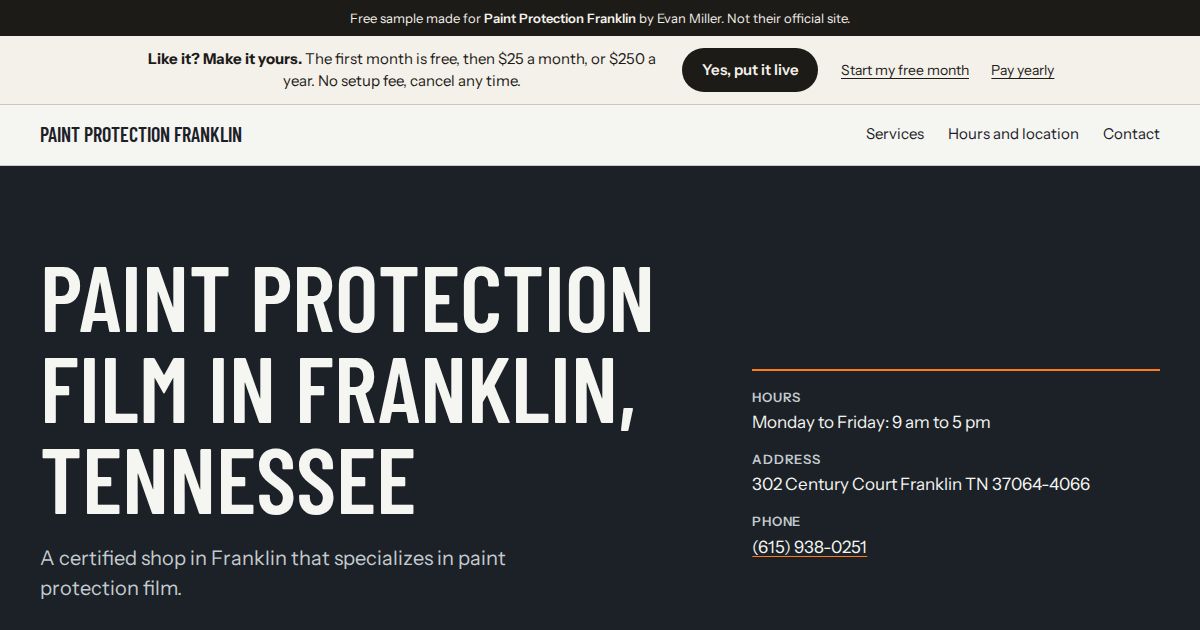 Free sample made for Paint Protection Franklin by Evan Miller. Not their official site.
Like it? Make it yours. The first month is free, then $25 a month, or $250 a
year. No setup fee, cancel any time.
Yes, put it live
Start my free month
Pay yearly
PAINT PROTECTION FRANKLIN
Services
Hours and location
Contact
PAINT PROTECTION
FILM IN FRANKLIN,
TENNESSEE
A certified shop in Franklin that specializes in paint
protection film.
HOURS
Monday to Friday: 9 am to 5 pm
ADDRESS
302 Century Court Franklin TN 37064-4066
PHONE
(615) 938-0251